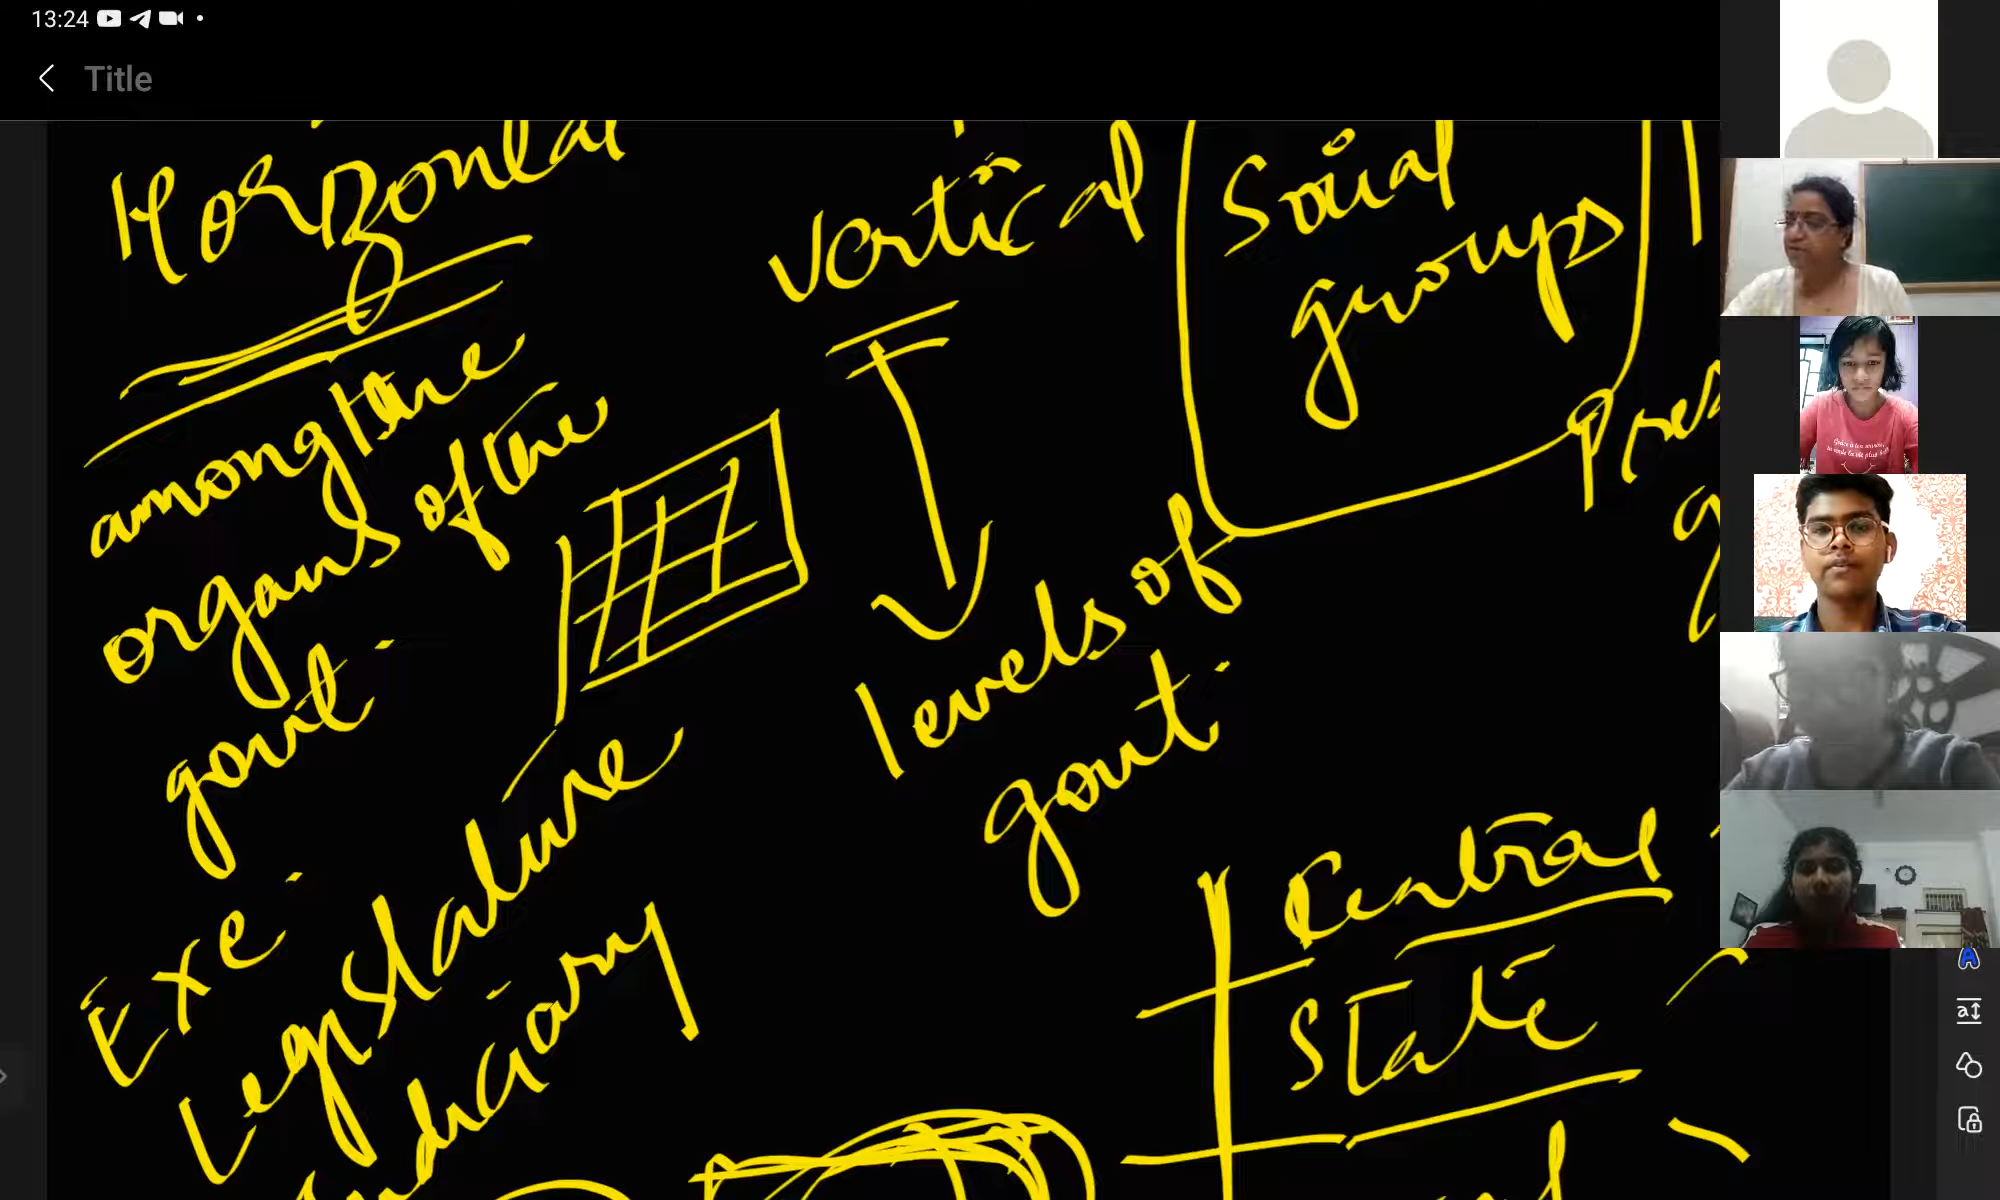 13:24
Title
Horizontal
among the
organs of the
govt.
Exe.
Legislature
Judiciary
Vertical
levels of
govt.
Social
groups
Pres
Central
State
A
a